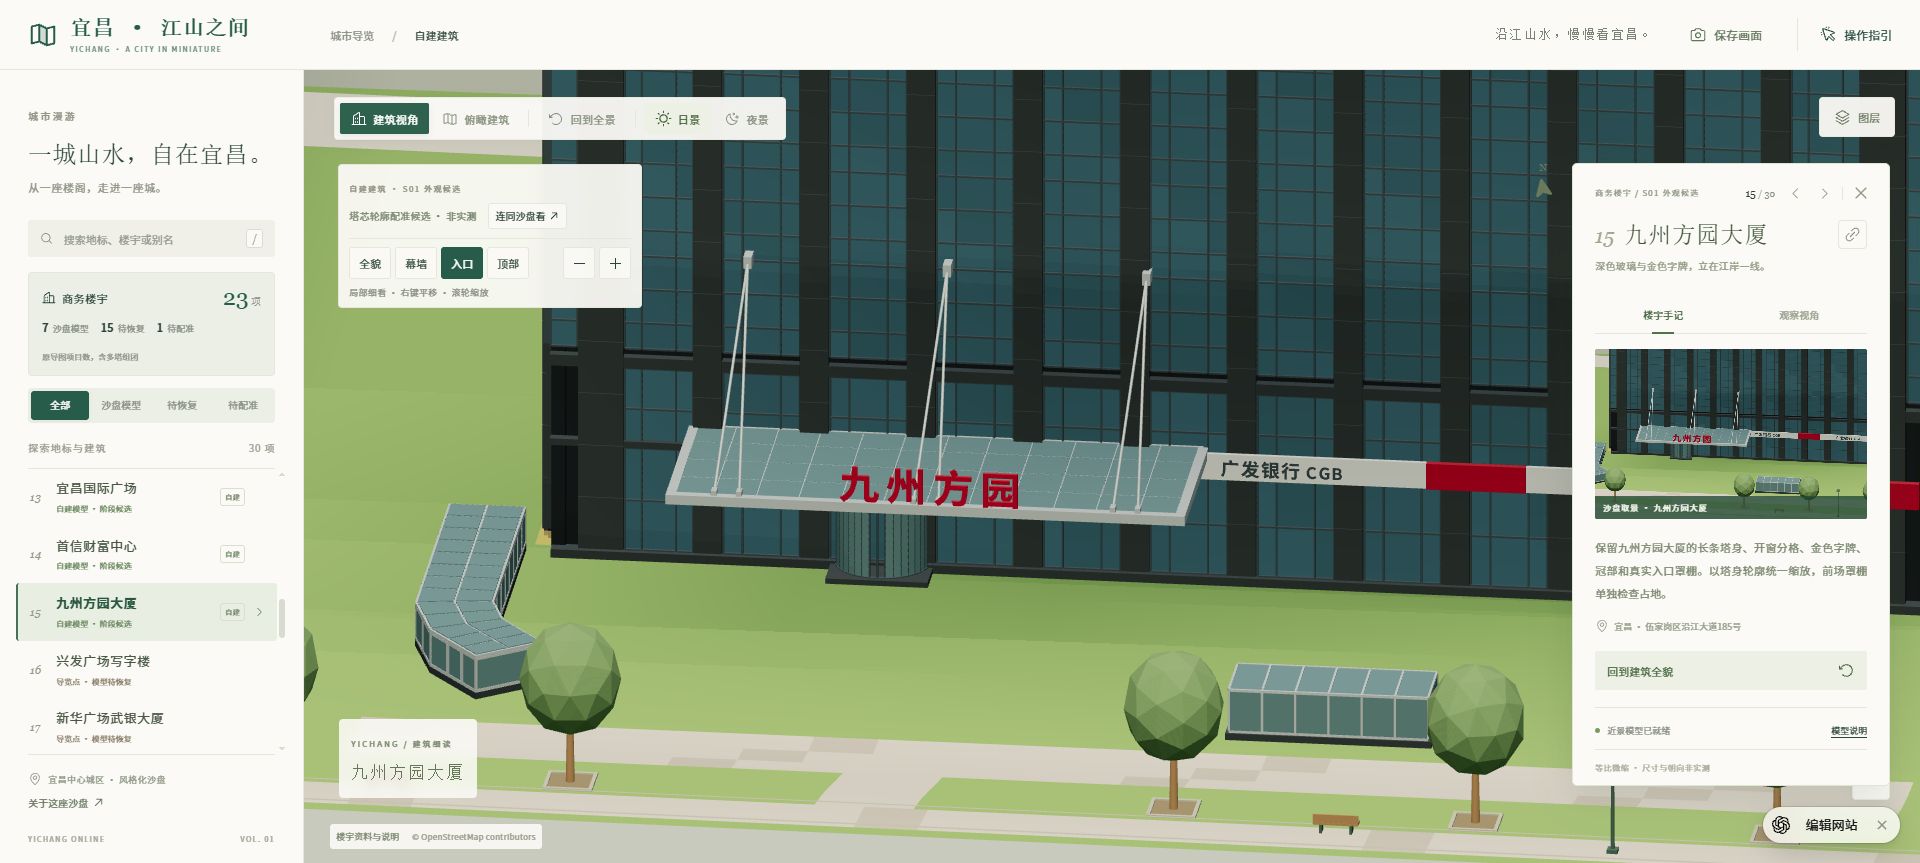 宜昌 · 江山之间
YICHANG · A CITY IN MINIATURE
城市导览 / 自建建筑
沿江山水，慢慢看宜昌。
保存画面
操作指引
城市漫游
一城山水，自在宜昌。
从一座楼阁，走进一座城。
搜索地标、楼宇或别名 /
商务楼宇 23 项
7 沙盘模型 15 待恢复 1 待配准
原导图项目数，含多塔组团
全部 沙盘模型 待恢复 待配准
探索地标与建筑 30 项
13 宜昌国际广场 自建
自建模型 · 阶段候选
14 首信财富中心 自建
自建模型 · 阶段候选
15 九州方园大厦 自建
自建模型 · 阶段候选
16 兴发广场写字楼
导览点 · 模型待恢复
17 新华广场武银大厦
导览点 · 模型待恢复
宜昌中心城区 · 风格化沙盘
关于这座沙盘
YICHANG ONLINE VOL. 01
建筑视角 俯瞰建筑 回到全景 日景 夜景
自建建筑 · S01 外观候选
塔芯轮廓配准候选 · 非实测 连同沙盘看
全貌 幕墙 入口 顶部
局部细看 · 右键平移 · 滚轮缩放
九州方园
广发银行 CGB
N
YICHANG / 建筑细读
九州方园大厦
楼宇资料与说明 © OpenStreetMap contributors
图层
商务楼宇 / S01 外观候选 15 / 30
15 九州方园大厦
深色玻璃与金色字牌，立在江岸一线。
楼宇手记 观察视角
九州方园
沙盘取景 · 九州方园大厦
保留九州方园大厦的长条塔身、开窗分格、金色字牌、
冠部和真实入口罩棚。以塔身轮廓统一缩放，前场罩棚
单独检查占地。
宜昌 · 伍家岗区沿江大道185号
回到建筑全貌
近景模型已就绪 模型说明
等比微缩 · 尺寸与朝向非实测
编辑网站